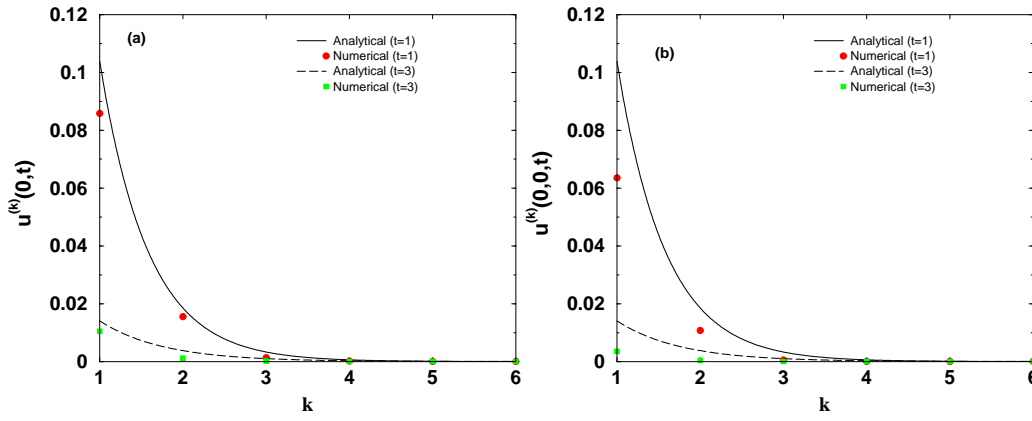 (a)
Analytical (t=1)
Numerical (t=1)
Analytical (t=3)
Numerical (t=3)
0.12
0.1
0.08
0.06
0.04
0.02
0
u^(k)(0,t)
1 2 3 4 5 6
k
(b)
Analytical (t=1)
Numerical (t=1)
Analytical (t=3)
Numerical (t=3)
0.12
0.1
0.08
0.06
0.04
0.02
0
u^(k)(0,0,t)
1 2 3 4 5 6
k